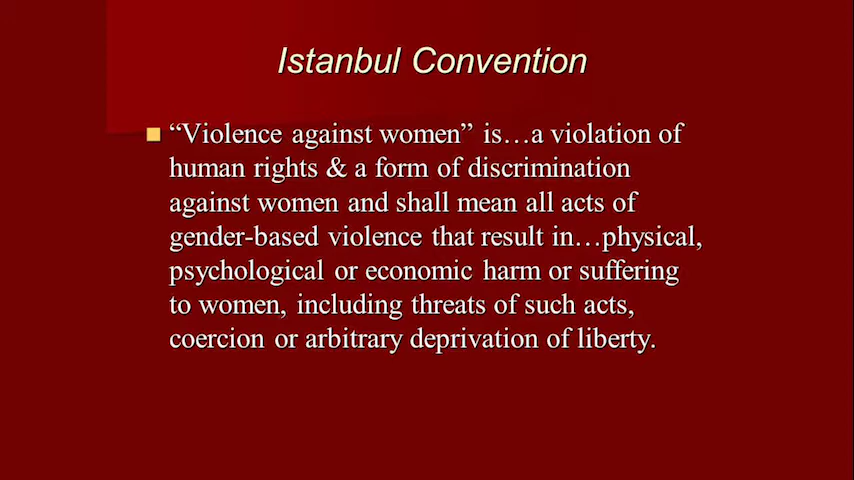 Istanbul Convention
“Violence against women” is…a violation of
human rights & a form of discrimination
against women and shall mean all acts of
gender-based violence that result in…physical,
psychological or economic harm or suffering
to women, including threats of such acts,
coercion or arbitrary deprivation of liberty.